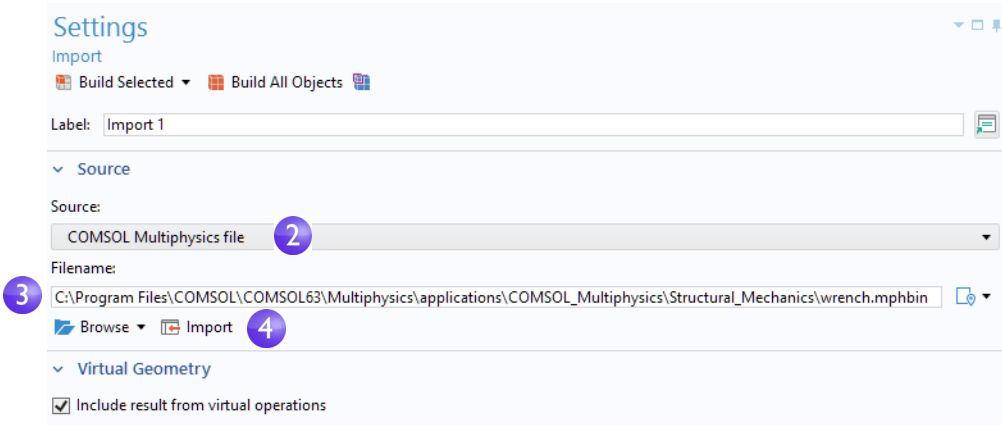 Settings
Import
Build Selected Build All Objects
Label: Import 1
Source
Source:
COMSOL Multiphysics file 2
Filename:
3 C:\Program Files\COMSOL\COMSOL63\Multiphysics\applications\COMSOL_Multiphysics\Structural_Mechanics\wrench.mphbin
Browse Import 4
Virtual Geometry
Include result from virtual operations